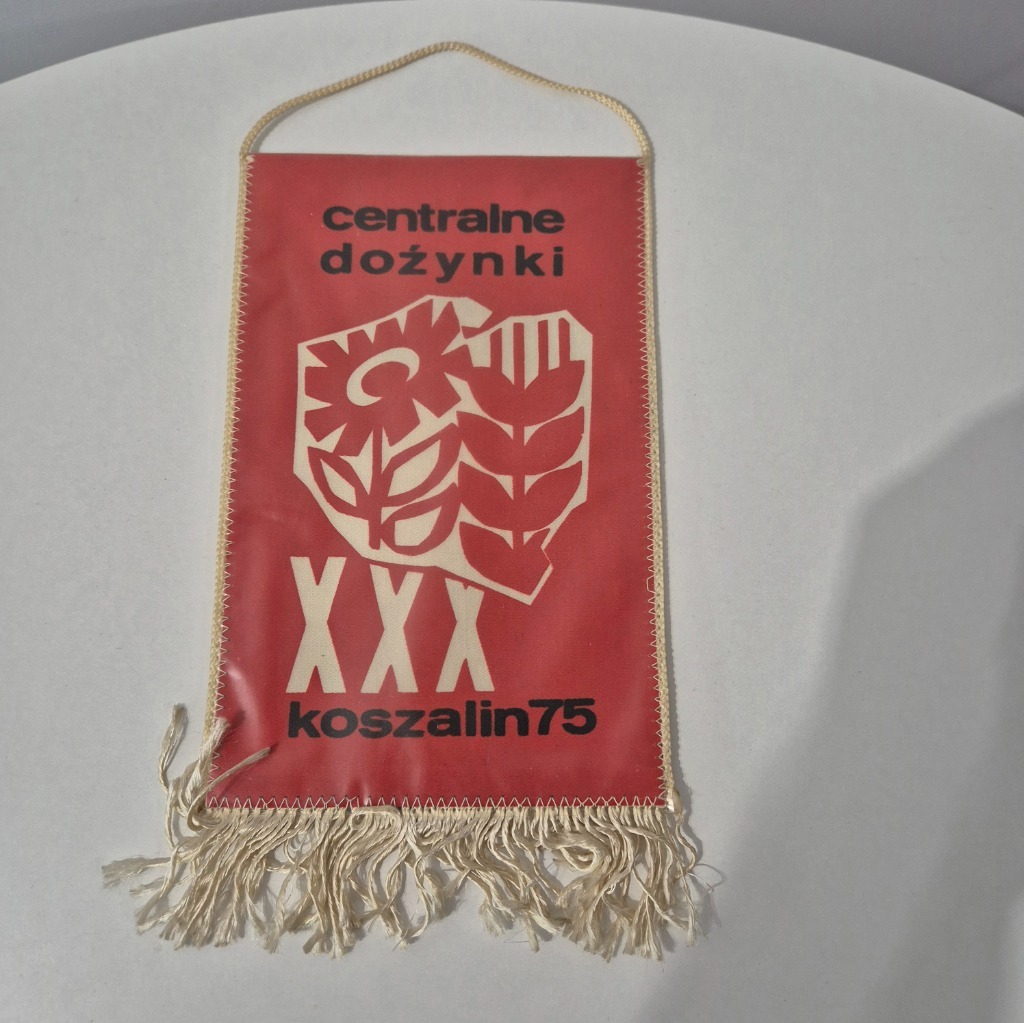 centralne
dożynki
XXX
koszalin75